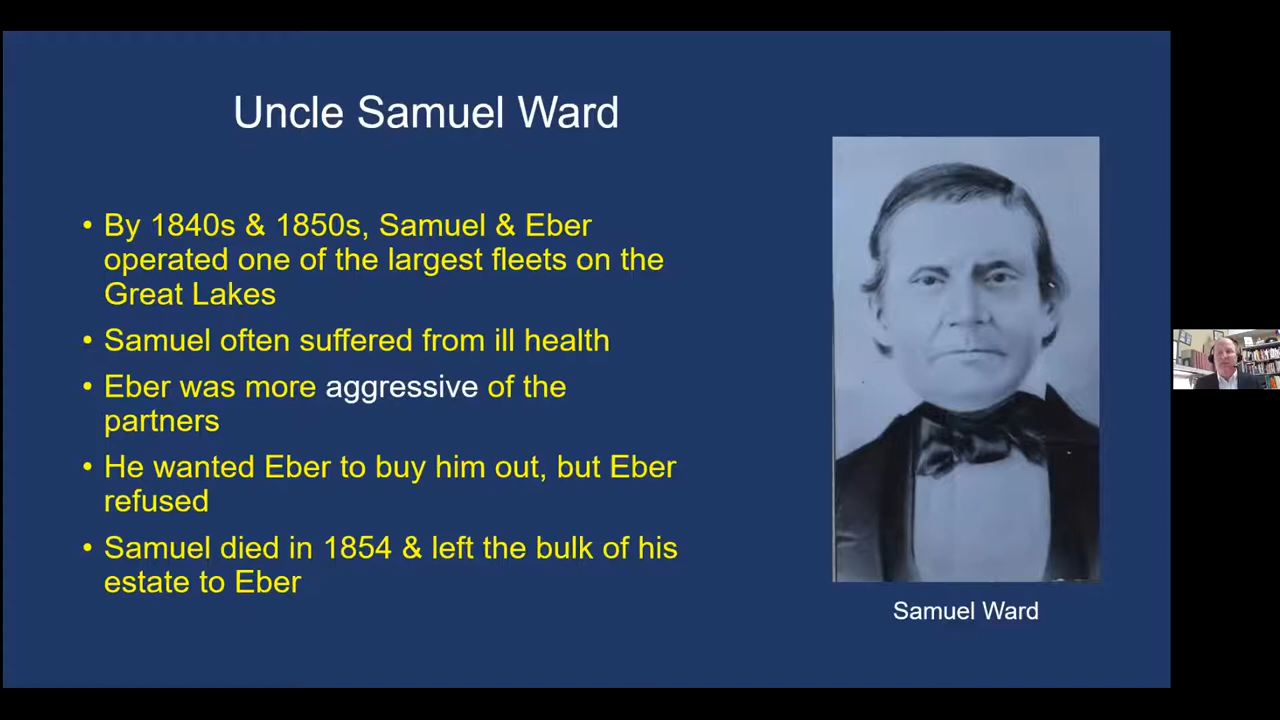 Uncle Samuel Ward
• By 1840s & 1850s, Samuel & Eber
operated one of the largest fleets on the
Great Lakes
• Samuel often suffered from ill health
• Eber was more aggressive of the
partners
• He wanted Eber to buy him out, but Eber
refused
• Samuel died in 1854 & left the bulk of his
estate to Eber
Samuel Ward